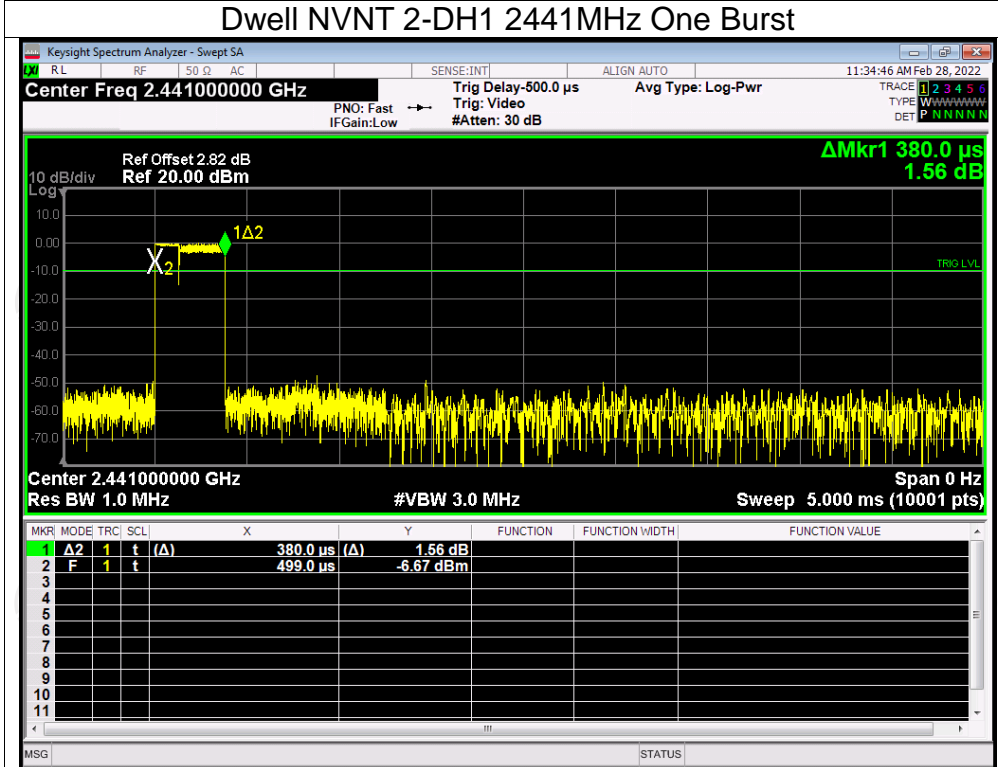 Dwell NVNT 2-DH1 2441MHz One Burst
Keysight Spectrum Analyzer - Swept SA
LXI RL RF 50 Ω AC SENSE:INT ALIGN AUTO 11:34:46 AM Feb 28, 2022
Center Freq 2.441000000 GHz Trig Delay-500.0 µs Avg Type: Log-Pwr TRACE 1 2 3 4 5 6
PNO: Fast Trig: Video TYPE WWWWWW
IFGain:Low #Atten: 30 dB DET P N N N N N
ΔMkr1 380.0 µs
1.56 dB
Ref Offset 2.82 dB
10 dB/div Ref 20.00 dBm
Log
10.0
1Δ2
0.00
X2
-10.0
TRIG LVL
-20.0
-30.0
-40.0
-50.0
-60.0
-70.0
Center 2.441000000 GHz Span 0 Hz
Res BW 1.0 MHz #VBW 3.0 MHz Sweep 5.000 ms (10001 pts)
MKR MODE TRC SCL X Y FUNCTION FUNCTION WIDTH FUNCTION VALUE
1 Δ2 1 t (Δ) 380.0 µs (Δ) 1.56 dB
2 F 1 t 499.0 µs -6.67 dBm
3
4
5
6
7
8
9
10
11
MSG STATUS